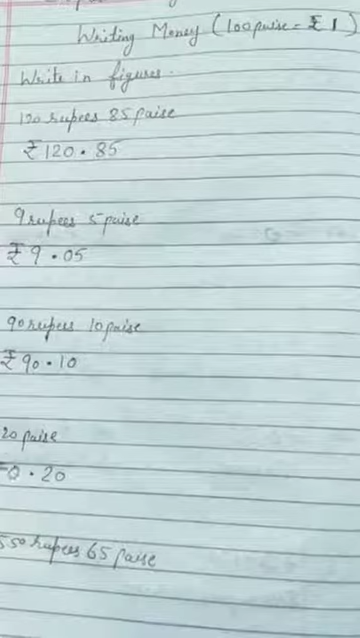 Writing Money (100 paise = ₹ 1)
Write in figures.
120 rupees 85 paise
₹120.85
9 rupees 5 paise
₹ 9.05
90 rupees 10 paise
₹ 90.10
20 paise
0.20
550 rupees 65 paise